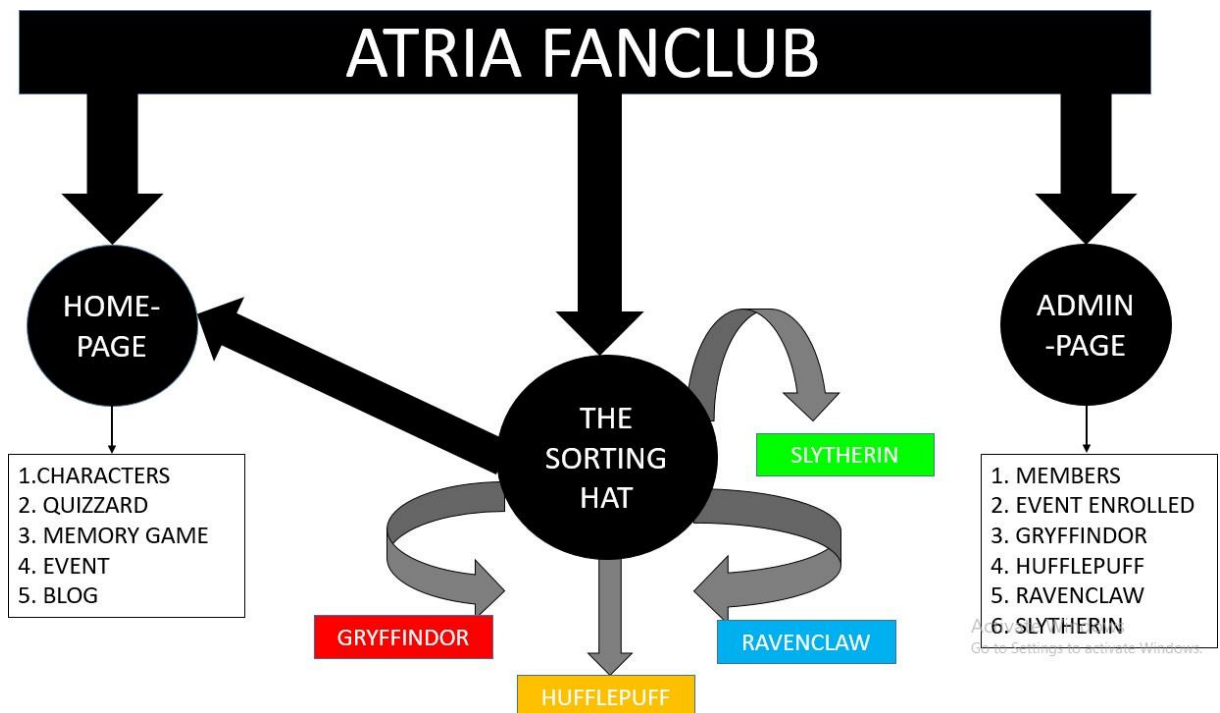 ATRIA FANCLUB
HOME-
PAGE
THE
SORTING
HAT
ADMIN
-PAGE
SLYTHERIN
1.CHARACTERS
2. QUIZZARD
3. MEMORY GAME
4. EVENT
5. BLOG
1. MEMBERS
2. EVENT ENROLLED
3. GRYFFINDOR
4. HUFFLEPUFF
5. RAVENCLAW
6. SLYTHERIN
Activate Windows
Go to Settings to activate Windows.
GRYFFINDOR
RAVENCLAW
HUFFLEPUFF